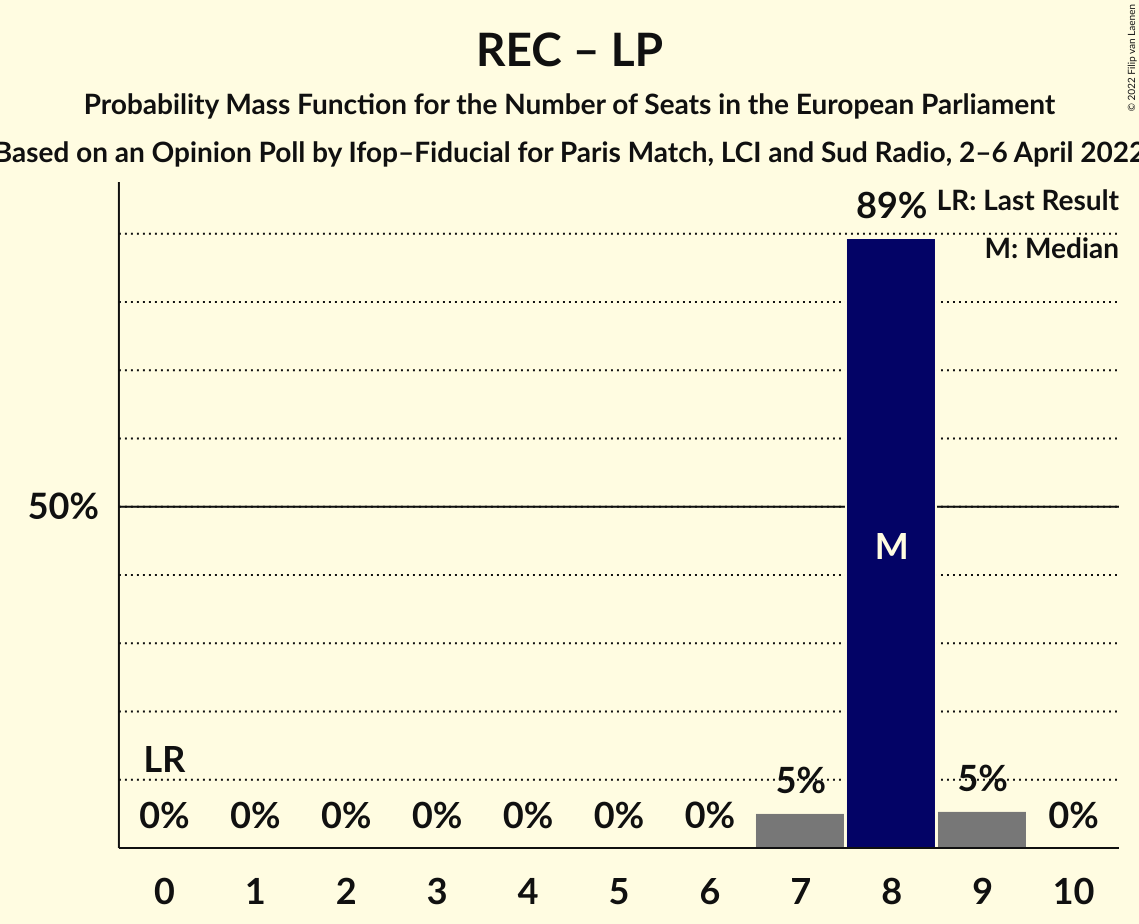 © 2022 Filip van Laenen
REC – LP
Probability Mass Function for the Number of Seats in the European Parliament
Based on an Opinion Poll by Ifop–Fiducial for Paris Match, LCI and Sud Radio, 2–6 April 2022
89% LR: Last Result
M: Median
50%
M
LR
5% 5%
0% 0% 0% 0% 0% 0% 0% 0%
0 1 2 3 4 5 6 7 8 9 10